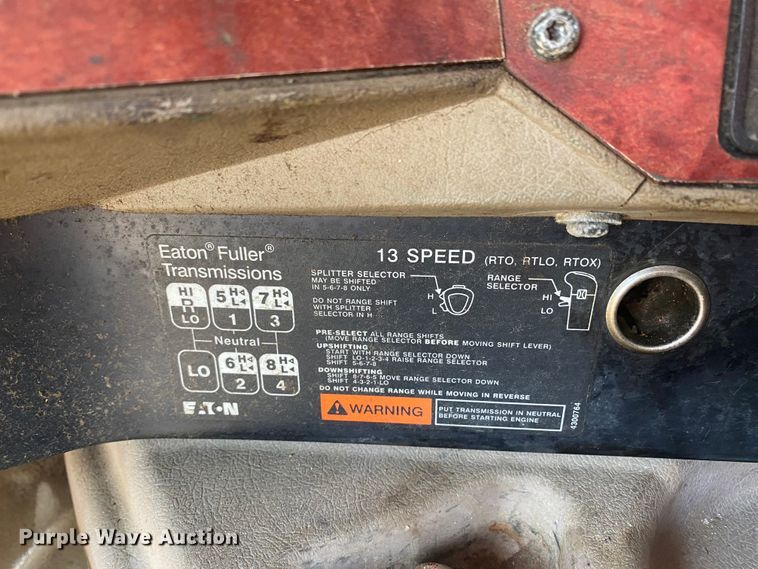 Eaton® Fuller®
Transmissions
13 SPEED (RTO, RTLO, RTOX)
SPLITTER SELECTOR
MAY BE SHIFTED
IN 5-6-7-8 ONLY
H
L
RANGE
SELECTOR
HI
LO
DO NOT RANGE SHIFT
WITH SPLITTER
SELECTOR IN H
HI 5 H 7 H
R L L
LO 1 3
Neutral
LO 6 H 8 H
L L
2 4
PRE-SELECT ALL RANGE SHIFTS
(MOVE RANGE SELECTOR BEFORE MOVING SHIFT LEVER)
UPSHIFTING
START WITH RANGE SELECTOR DOWN
SHIFT LO-1-2-3-4 RAISE RANGE SELECTOR
SHIFT 5-6-7-8
DOWNSHIFTING
SHIFT 8-7-6-5 MOVE RANGE SELECTOR DOWN
SHIFT 4-3-2-1-LO
DO NOT CHANGE RANGE WHILE MOVING IN REVERSE
EATON
WARNING
PUT TRANSMISSION IN NEUTRAL
BEFORE STARTING ENGINE
4300764
Purple Wave Auction